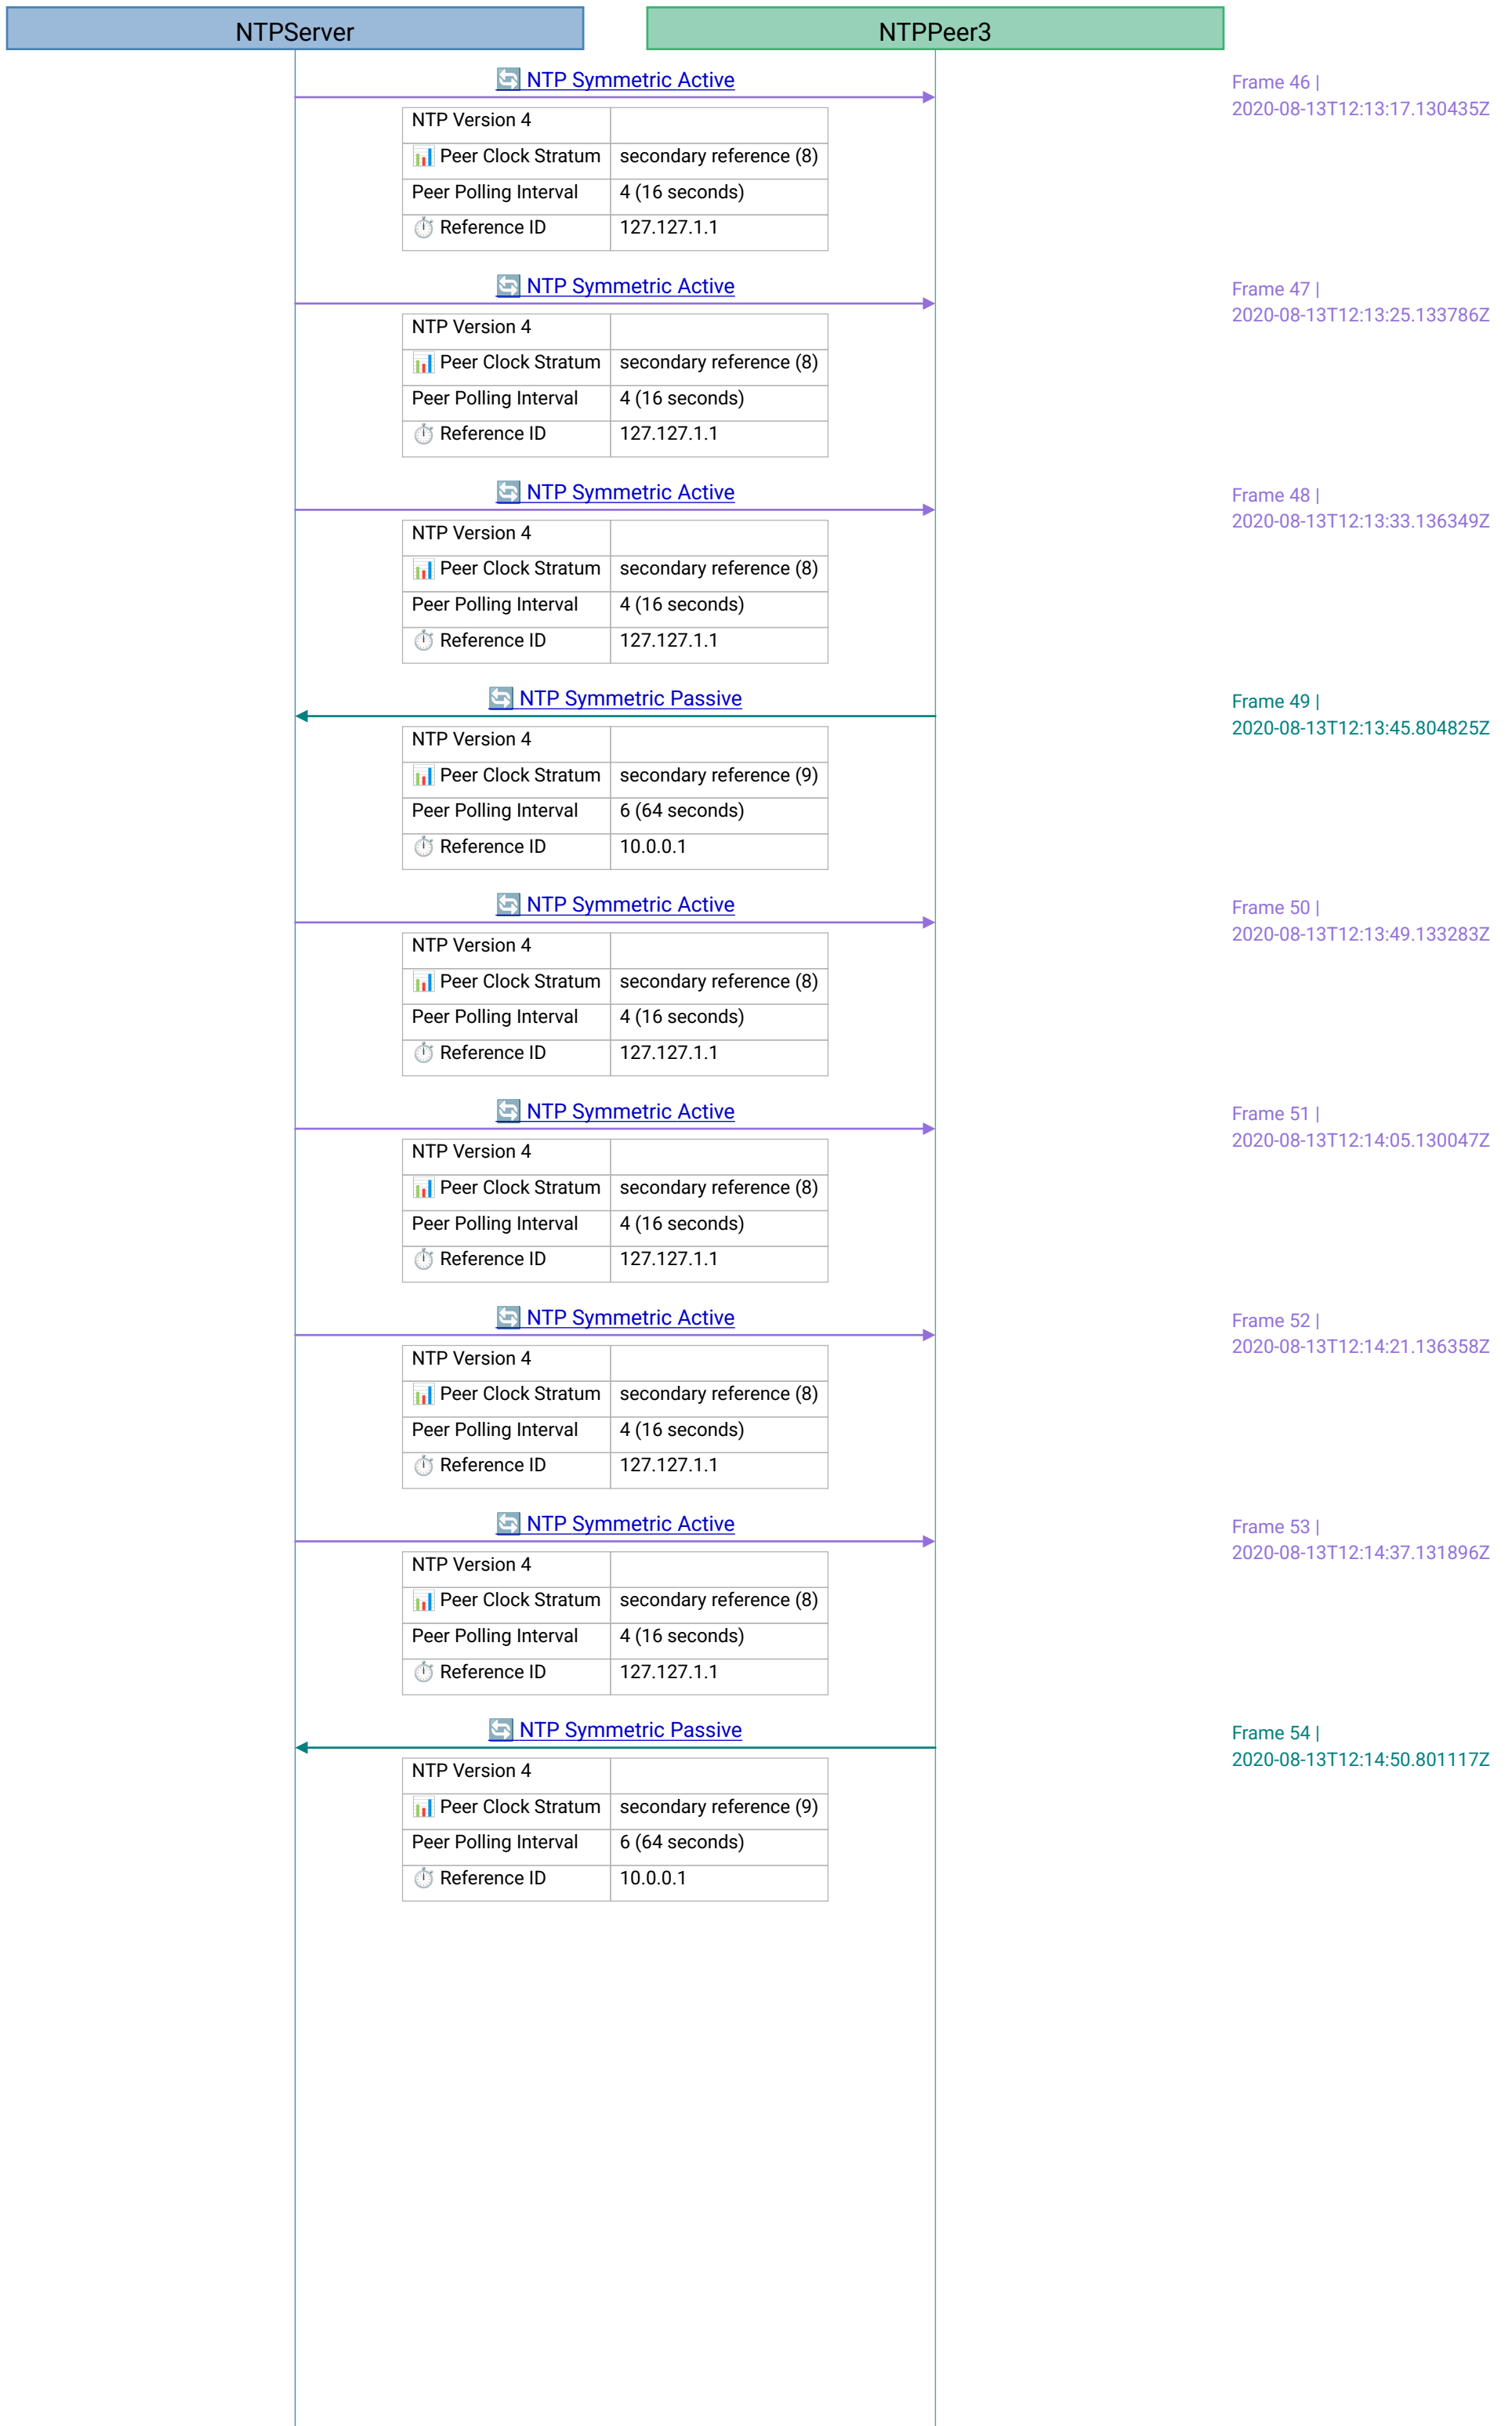 NTPServer NTPPeer3
NTP Symmetric Active
Frame 46 |
2020-08-13T12:13:17.130435Z
NTP Version 4
Peer Clock Stratum secondary reference (8)
Peer Polling Interval 4 (16 seconds)
Reference ID 127.127.1.1
NTP Symmetric Active
Frame 47 |
2020-08-13T12:13:25.133786Z
NTP Version 4
Peer Clock Stratum secondary reference (8)
Peer Polling Interval 4 (16 seconds)
Reference ID 127.127.1.1
NTP Symmetric Active
Frame 48 |
2020-08-13T12:13:33.136349Z
NTP Version 4
Peer Clock Stratum secondary reference (8)
Peer Polling Interval 4 (16 seconds)
Reference ID 127.127.1.1
NTP Symmetric Passive
Frame 49 |
2020-08-13T12:13:45.804825Z
NTP Version 4
Peer Clock Stratum secondary reference (9)
Peer Polling Interval 6 (64 seconds)
Reference ID 10.0.0.1
NTP Symmetric Active
Frame 50 |
2020-08-13T12:13:49.133283Z
NTP Version 4
Peer Clock Stratum secondary reference (8)
Peer Polling Interval 4 (16 seconds)
Reference ID 127.127.1.1
NTP Symmetric Active
Frame 51 |
2020-08-13T12:14:05.130047Z
NTP Version 4
Peer Clock Stratum secondary reference (8)
Peer Polling Interval 4 (16 seconds)
Reference ID 127.127.1.1
NTP Symmetric Active
Frame 52 |
2020-08-13T12:14:21.136358Z
NTP Version 4
Peer Clock Stratum secondary reference (8)
Peer Polling Interval 4 (16 seconds)
Reference ID 127.127.1.1
NTP Symmetric Active
Frame 53 |
2020-08-13T12:14:37.131896Z
NTP Version 4
Peer Clock Stratum secondary reference (8)
Peer Polling Interval 4 (16 seconds)
Reference ID 127.127.1.1
NTP Symmetric Passive
Frame 54 |
2020-08-13T12:14:50.801117Z
NTP Version 4
Peer Clock Stratum secondary reference (9)
Peer Polling Interval 6 (64 seconds)
Reference ID 10.0.0.1